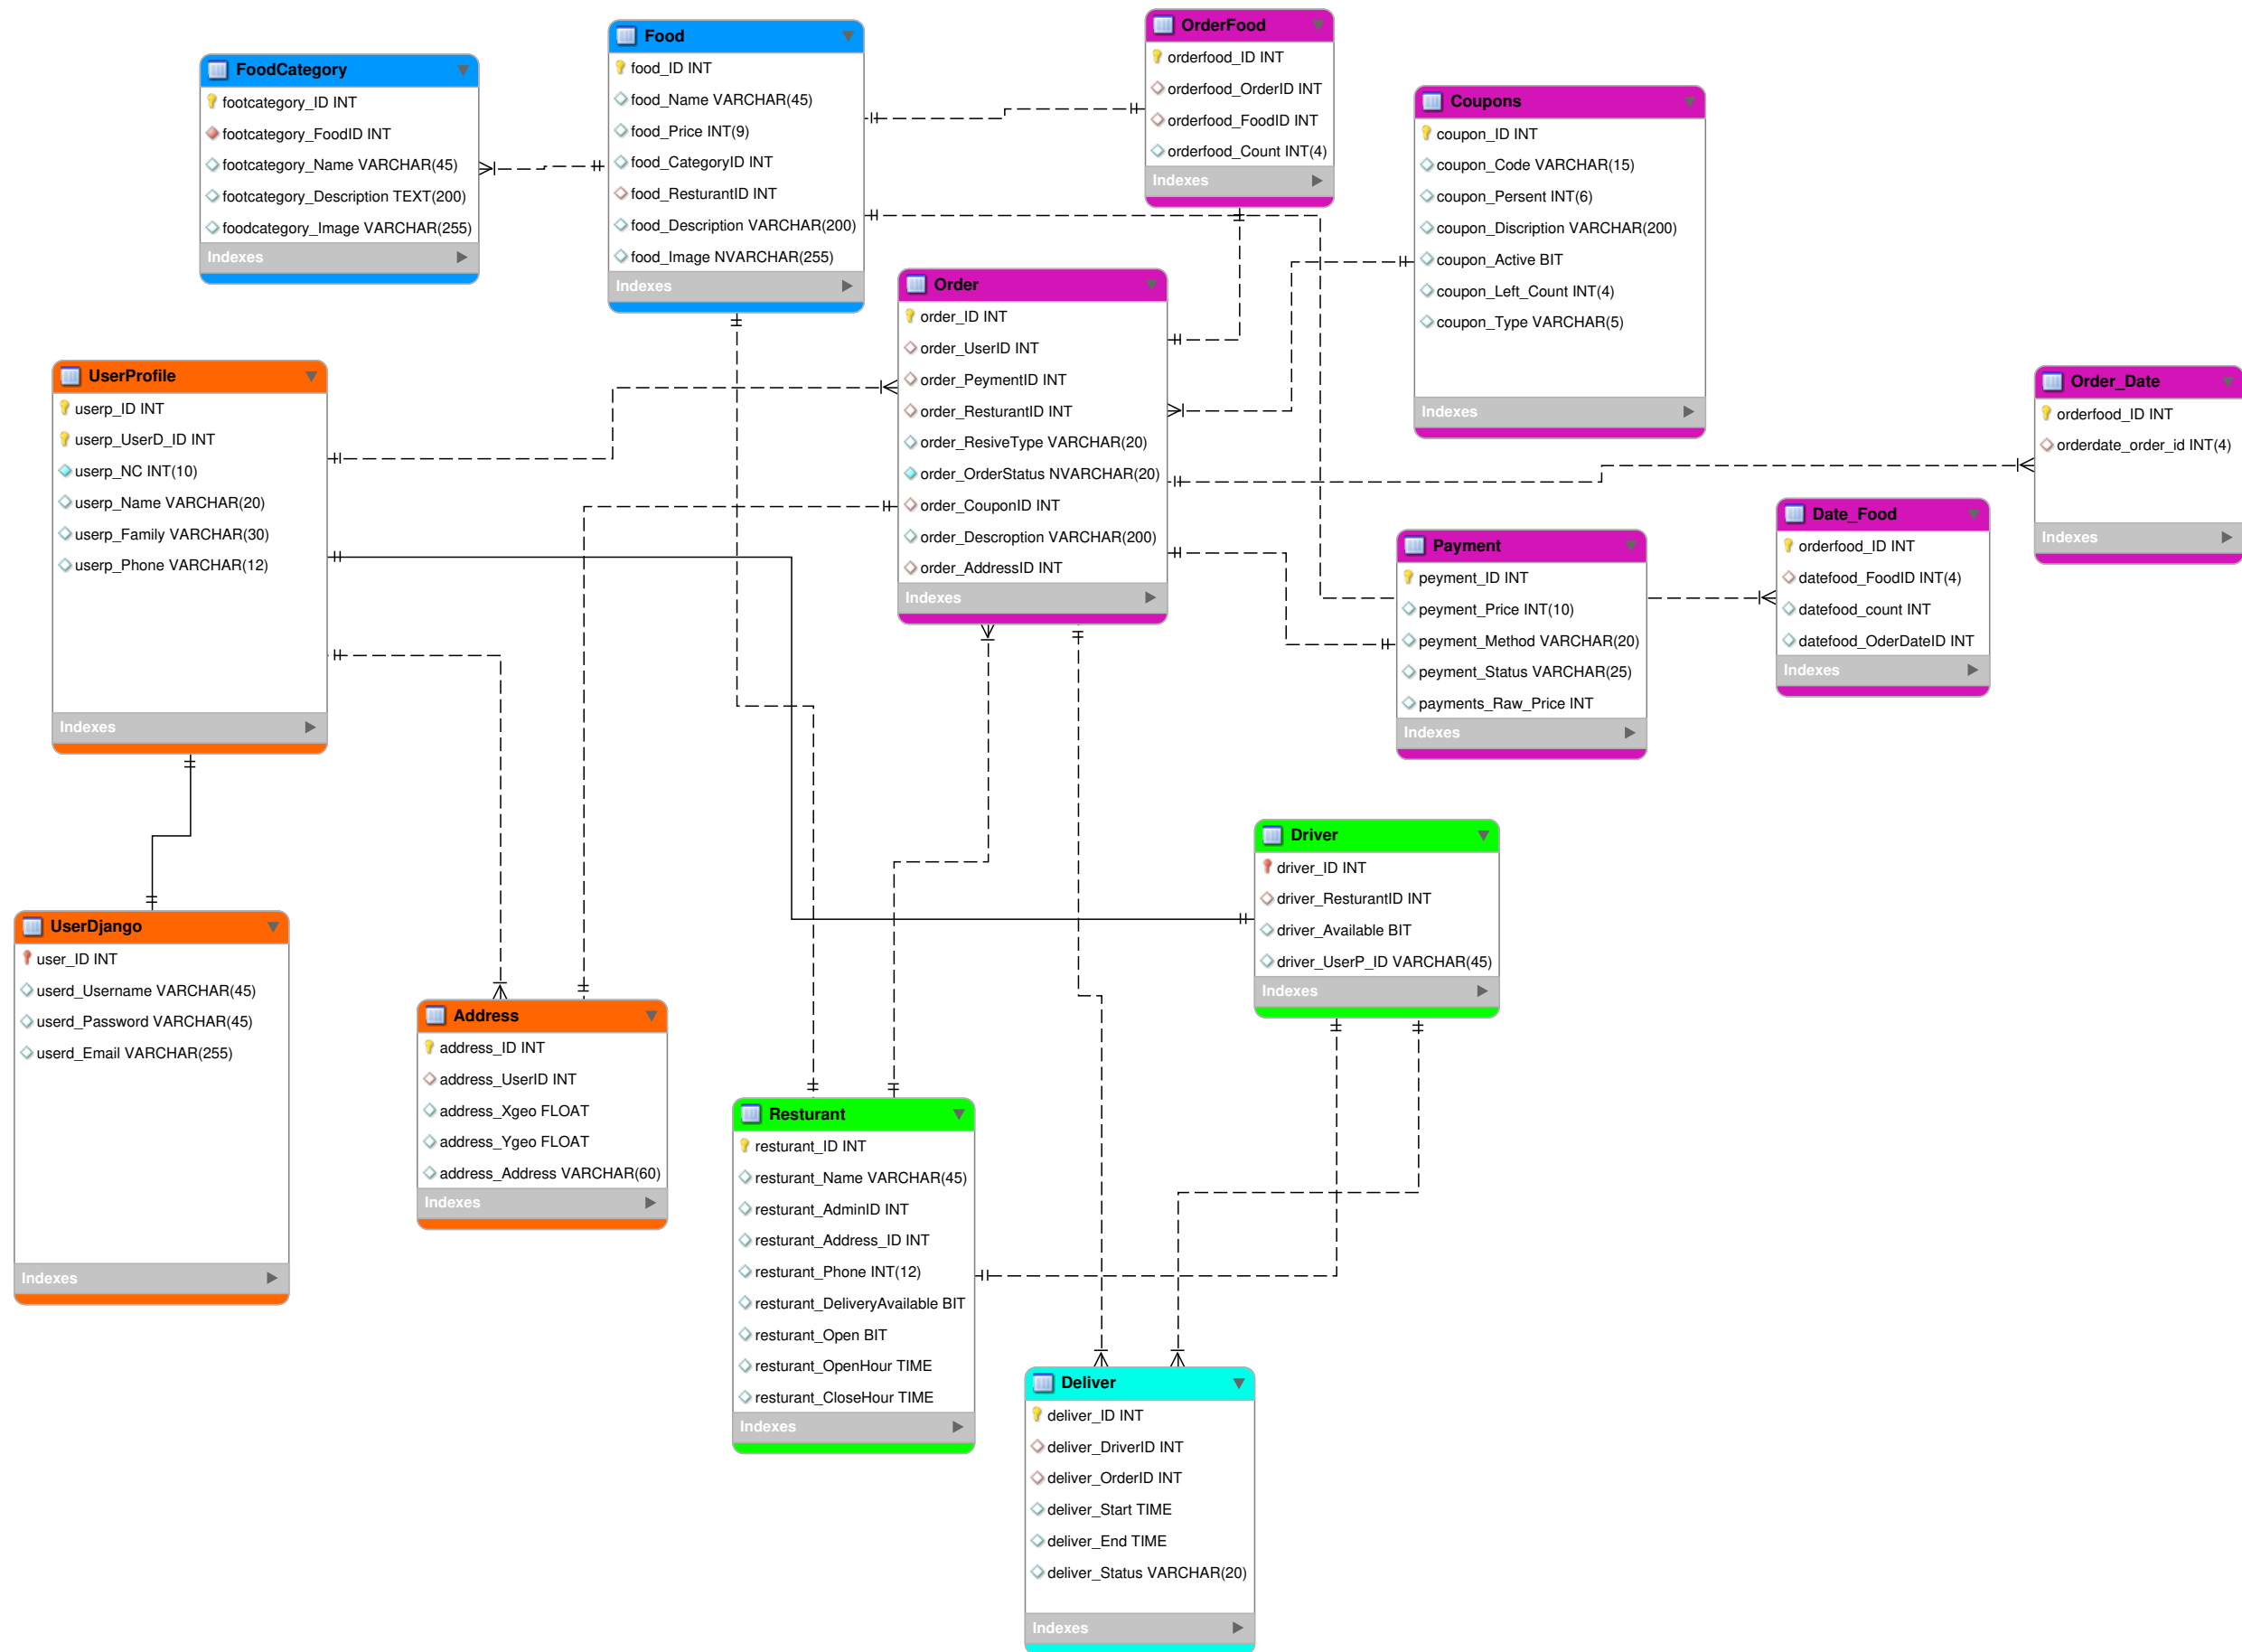 FoodCategory
footcategory_ID INT
footcategory_FoodID INT
footcategory_Name VARCHAR(45)
footcategory_Description TEXT(200)
foodcategory_Image VARCHAR(255)
Indexes
Food
food_ID INT
food_Name VARCHAR(45)
food_Price INT(9)
food_CategoryID INT
food_ResturantID INT
food_Description VARCHAR(200)
food_Image NVARCHAR(255)
Indexes
OrderFood
orderfood_ID INT
orderfood_OrderID INT
orderfood_FoodID INT
orderfood_Count INT(4)
Indexes
Coupons
coupon_ID INT
coupon_Code VARCHAR(15)
coupon_Persent INT(6)
coupon_Discription VARCHAR(200)
coupon_Active BIT
coupon_Left_Count INT(4)
coupon_Type VARCHAR(5)
Indexes
Order
order_ID INT
order_UserID INT
order_PeymentID INT
order_ResturantID INT
order_ResiveType VARCHAR(20)
order_OrderStatus NVARCHAR(20)
order_CouponID INT
order_Descroption VARCHAR(200)
order_AddressID INT
Indexes
UserProfile
userp_ID INT
userp_UserD_ID INT
userp_NC INT(10)
userp_Name VARCHAR(20)
userp_Family VARCHAR(30)
userp_Phone VARCHAR(12)
Indexes
Order_Date
orderfood_ID INT
orderdate_order_id INT(4)
Indexes
Date_Food
orderfood_ID INT
datefood_FoodID INT(4)
datefood_count INT
datefood_OderDateID INT
Indexes
Payment
peyment_ID INT
peyment_Price INT(10)
peyment_Method VARCHAR(20)
peyment_Status VARCHAR(25)
payments_Raw_Price INT
Indexes
Driver
driver_ID INT
driver_ResturantID INT
driver_Available BIT
driver_UserP_ID VARCHAR(45)
Indexes
UserDjango
user_ID INT
userd_Username VARCHAR(45)
userd_Password VARCHAR(45)
userd_Email VARCHAR(255)
Indexes
Address
address_ID INT
address_UserID INT
address_Xgeo FLOAT
address_Ygeo FLOAT
address_Address VARCHAR(60)
Indexes
Resturant
resturant_ID INT
resturant_Name VARCHAR(45)
resturant_AdminID INT
resturant_Address_ID INT
resturant_Phone INT(12)
resturant_DeliveryAvailable BIT
resturant_Open BIT
resturant_OpenHour TIME
resturant_CloseHour TIME
Indexes
Deliver
deliver_ID INT
deliver_DriverID INT
deliver_OrderID INT
deliver_Start TIME
deliver_End TIME
deliver_Status VARCHAR(20)
Indexes